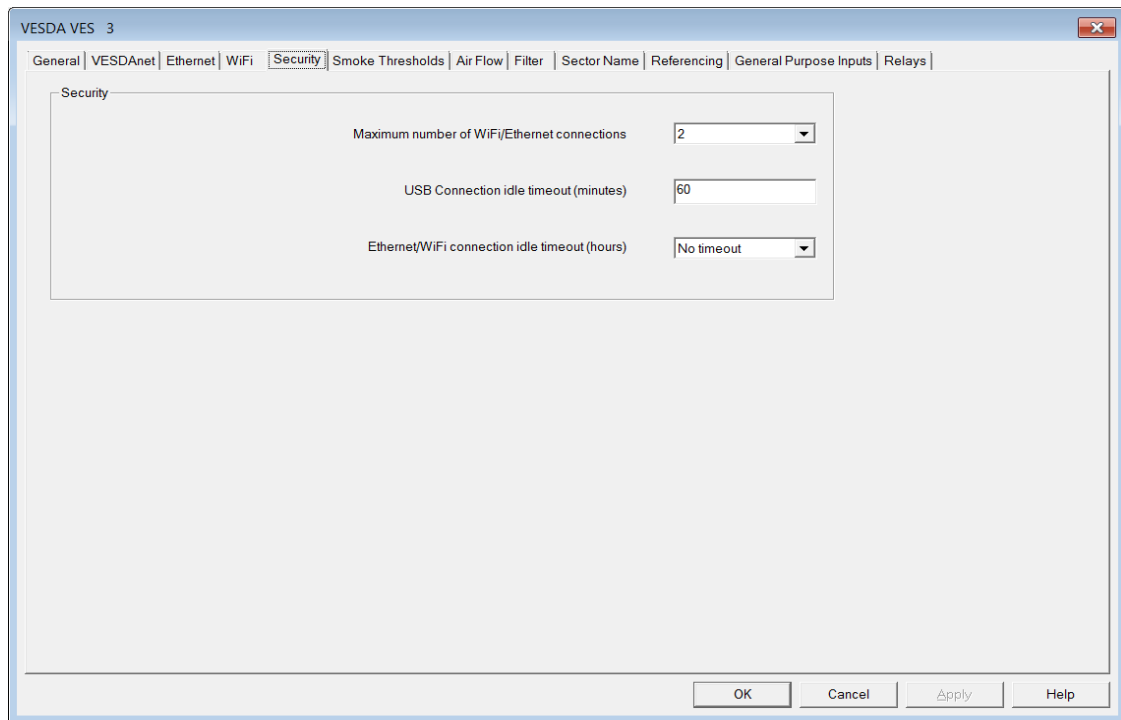 VESDA VES 3
General VESDAnet Ethernet WiFi Security Smoke Thresholds Air Flow Filter Sector Name Referencing General Purpose Inputs Relays
Security
Maximum number of WiFi/Ethernet connections 2
USB Connection idle timeout (minutes) 60
Ethernet/WiFi connection idle timeout (hours) No timeout
OK Cancel Apply Help